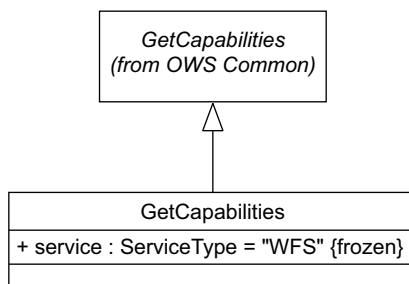 GetCapabilities
(from OWS Common)
GetCapabilities
+ service : ServiceType = "WFS" {frozen}